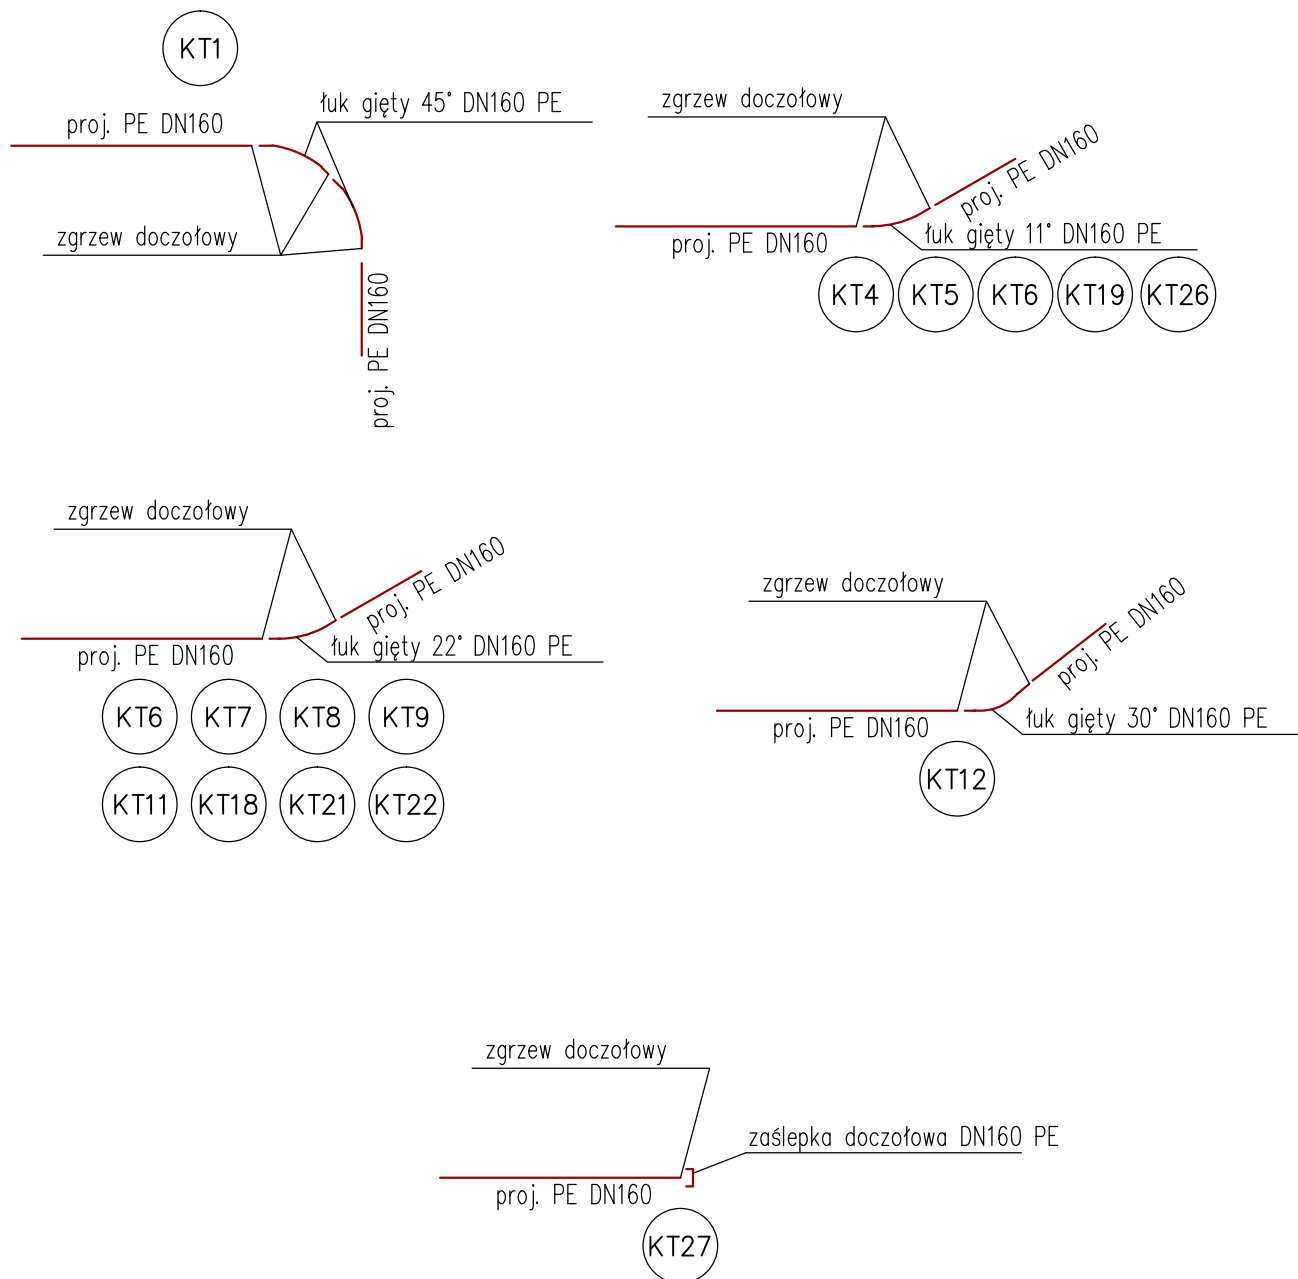 KT1
łuk gięty 45° DN160 PE
proj. PE DN160
zgrzew doczołowy
proj. PE DN160
zgrzew doczołowy
proj. PE DN160
proj. PE DN160
łuk gięty 11° DN160 PE
KT4 KT5 KT6 KT19 KT26
zgrzew doczołowy
proj. PE DN160
proj. PE DN160
łuk gięty 22° DN160 PE
KT6 KT7 KT8 KT9
KT11 KT18 KT21 KT22
zgrzew doczołowy
proj. PE DN160
proj. PE DN160
łuk gięty 30° DN160 PE
KT12
zgrzew doczołowy
zaślepka doczołowa DN160 PE
proj. PE DN160
KT27